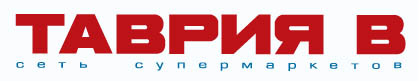 ТАВРИЯ В
сеть супермаркетов